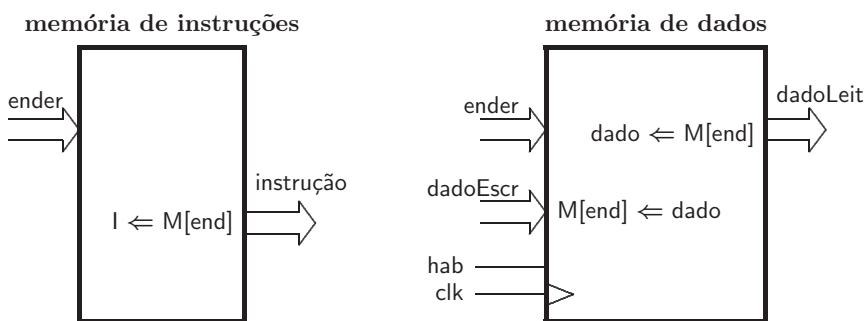 memória de instruções
ender
instrução
I ⇐ M[end]
memória de dados
ender
dadoLeit
dado ⇐ M[end]
dadoEscr
M[end] ⇐ dado
hab
clk